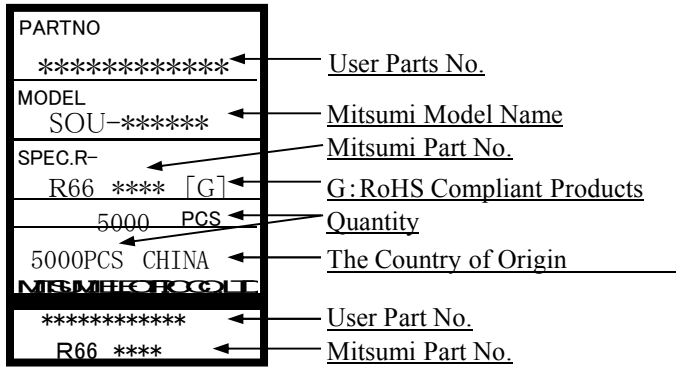 PARTNO
************ User Parts No.
MODEL
SOU-****** Mitsumi Model Name
SPEC.R- Mitsumi Part No.
R66 **** [G] G:RoHS Compliant Products
5000 PCS Quantity
5000PCS CHINA The Country of Origin
************ User Part No.
R66 **** Mitsumi Part No.